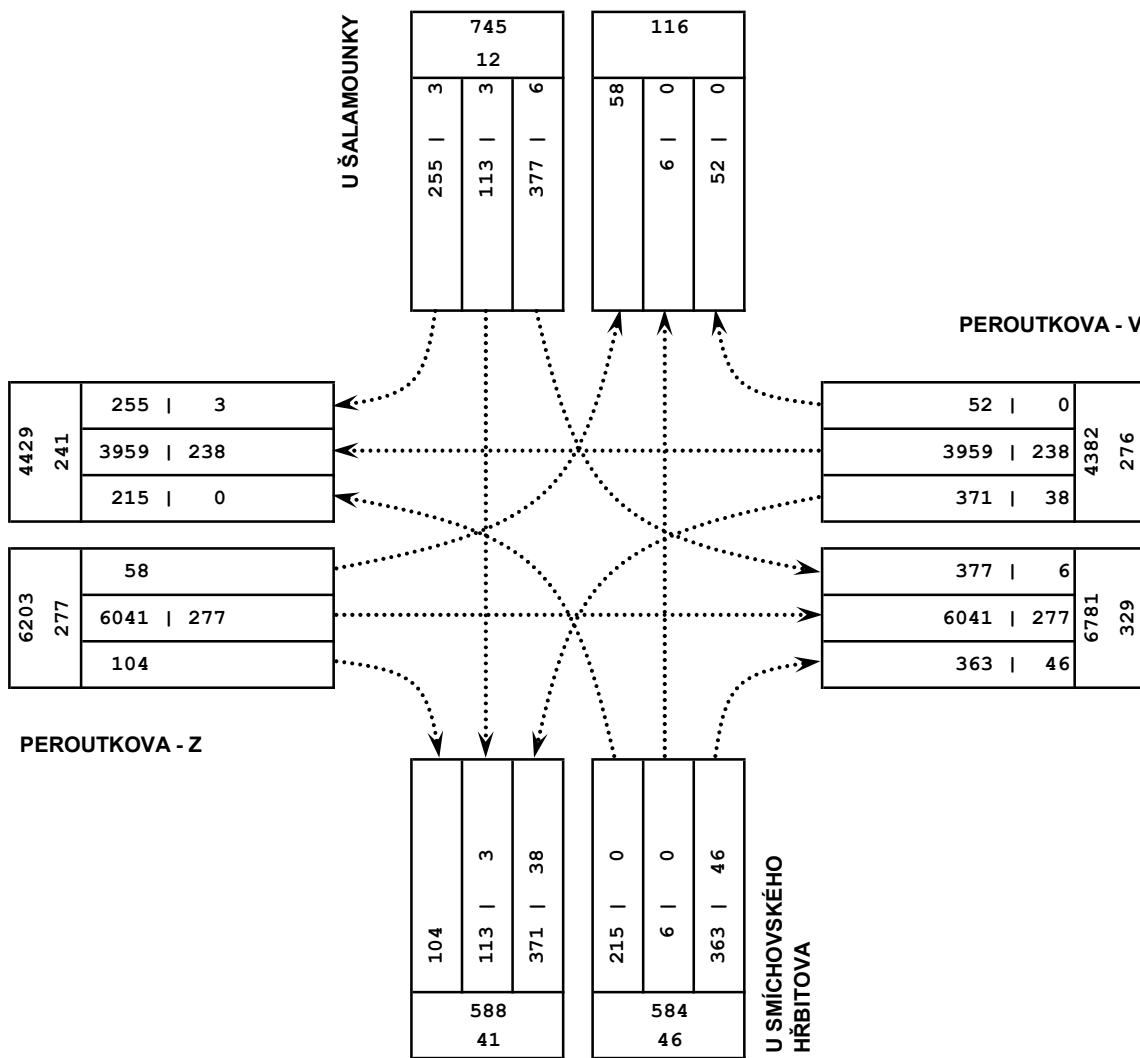 U ŠALAMOUNKY
745
12
255 | 3
113 | 3
377 | 6
116
58
6 | 0
52 | 0
PEROUTKOVA - V
4429
241
255 | 3
3959 | 238
215 | 0
52 | 0
3959 | 238
371 | 38
4382
276
6203
277
58
6041 | 277
104
377 | 6
6041 | 277
363 | 46
6781
329
PEROUTKOVA - Z
104
113 | 3
371 | 38
588
41
215 | 0
6 | 0
363 | 46
584
46
U SMÍCHOVSKÉHO
HŘBITOVA